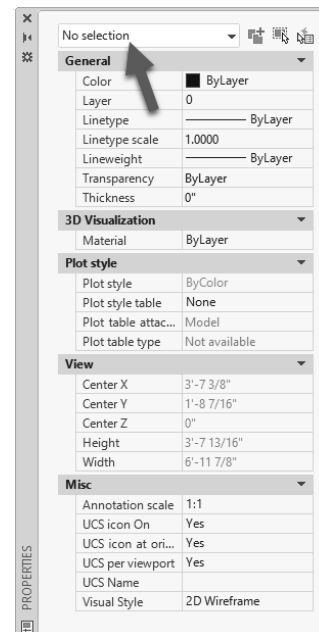 No selection
General
Color ByLayer
Layer 0
Linetype ByLayer
Linetype scale 1.0000
Lineweight ByLayer
Transparency ByLayer
Thickness 0"
3D Visualization
Material ByLayer
Plot style
Plot style ByColor
Plot style table None
Plot table attac... Model
Plot table type Not available
View
Center X 3'-7 3/8"
Center Y 1'-8 7/16"
Center Z 0"
Height 3'-7 13/16"
Width 6'-11 7/8"
Misc
Annotation scale 1:1
UCS icon On Yes
UCS icon at ori... Yes
UCS per viewport Yes
UCS Name
Visual Style 2D Wireframe
PROPERTIES